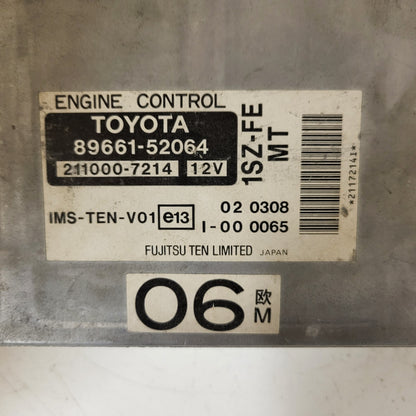 ENGINE CONTROL
TOYOTA
89661-52064
211000-7214 12V
1SZ-FE
MT
*21172141*
IMS-TEN-V01 e13
02 0308
I-00 0065
FUJITSU TEN LIMITED JAPAN
06 欧
M